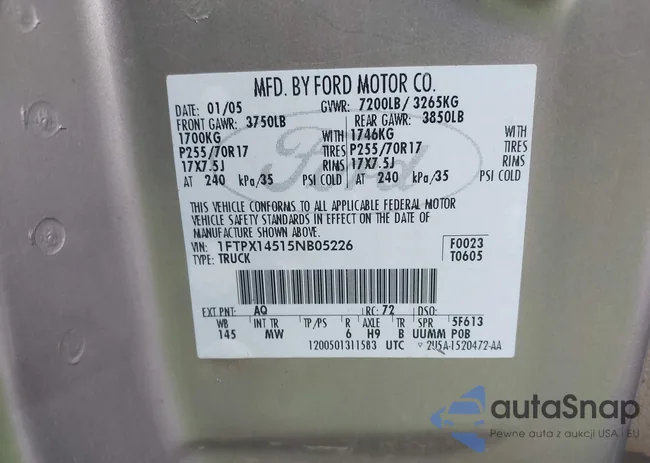 MFD. BY FORD MOTOR CO.
DATE: 01/05 GVWR: 7200LB/ 3265KG
FRONT GAWR: 3750LB REAR GAWR: 3850LB
1700KG WITH 1746KG WITH
P255/70R17 TIRES P255/70R17 TIRES
17X7.5J RIMS 17X7.5J RIMS
AT 240 kPa/35 PSI COLD AT 240 kPa/35 PSI COLD
Ford
THIS VEHICLE CONFORMS TO ALL APPLICABLE FEDERAL MOTOR
VEHICLE SAFETY STANDARDS IN EFFECT ON THE DATE OF
MANUFACTURE SHOWN ABOVE.
VIN: 1FTPX14515NB05226 F0023
TYPE: TRUCK T0605
EXT PNT: AQ RC: 72 DSO:
WB INT TR TP/PS R AXLE TR SPR 5F613
145 MW 6 H9 B UUMM POB
1200501311583 UTC 2U5A-1520472-AA
autaSnap
Pewne auta z aukcji USA i EU